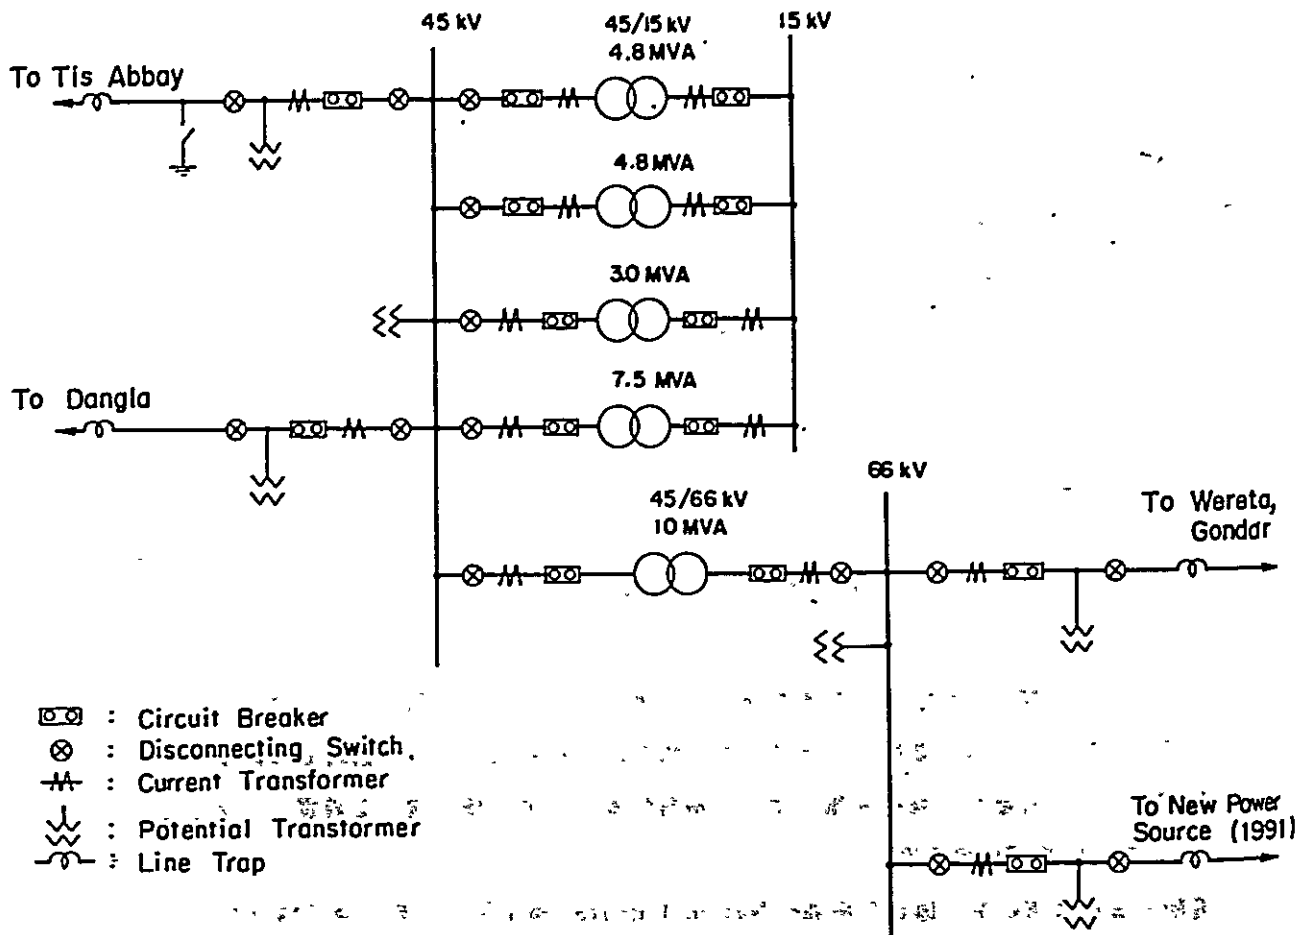 45 kV
45/15 kV
15 kV
4.8 MVA
To Tis Abbay
4.8 MVA
3.0 MVA
7.5 MVA
To Dangla
66 kV
45/66 kV
10 MVA
To Wereta,
Gondar
: Circuit Breaker
: Disconnecting Switch
: Current Transformer
: Potential Transtormer
: Line Trap
To New Power
Source (1991)